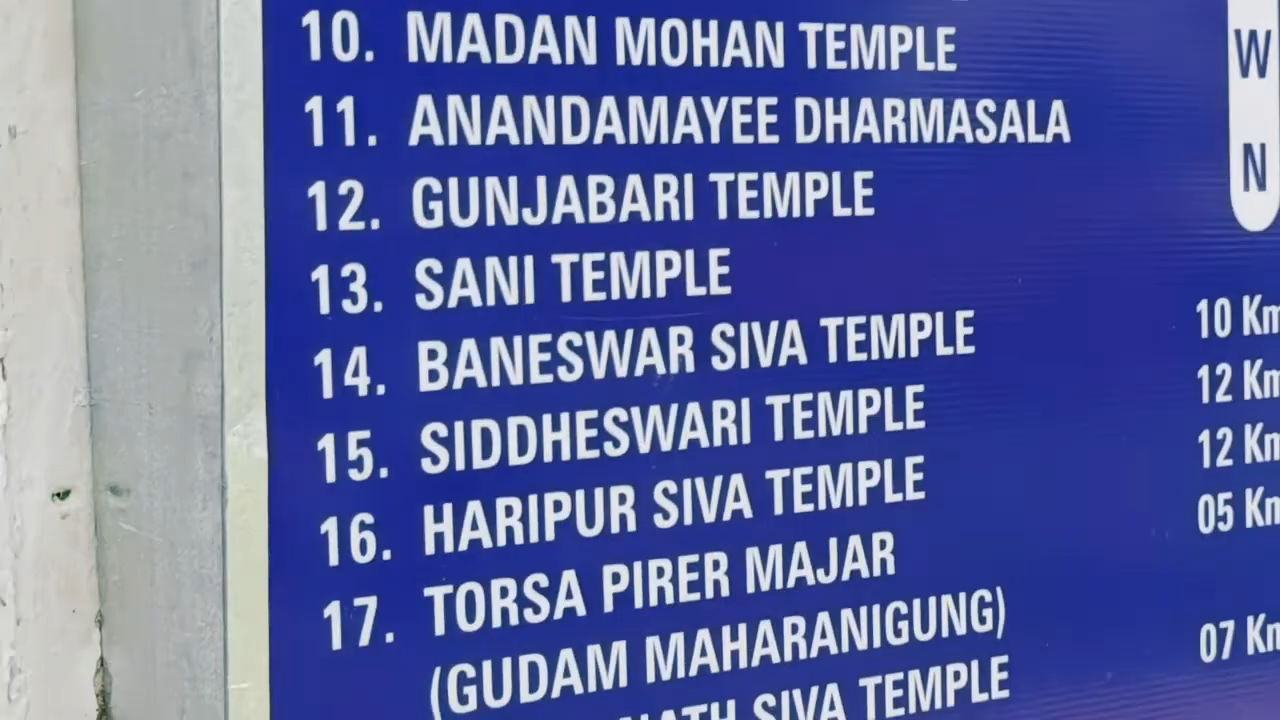 10. MADAN MOHAN TEMPLE
11. ANANDAMAYEE DHARMASALA
12. GUNJABARI TEMPLE
13. SANI TEMPLE
14. BANESWAR SIVA TEMPLE 10 Km
15. SIDDHESWARI TEMPLE 12 Km
16. HARIPUR SIVA TEMPLE 12 Km
17. TORSA PIRER MAJAR 05 Km
(GUDAM MAHARANIGUNG)
SIVA TEMPLE 07 Km
W
N